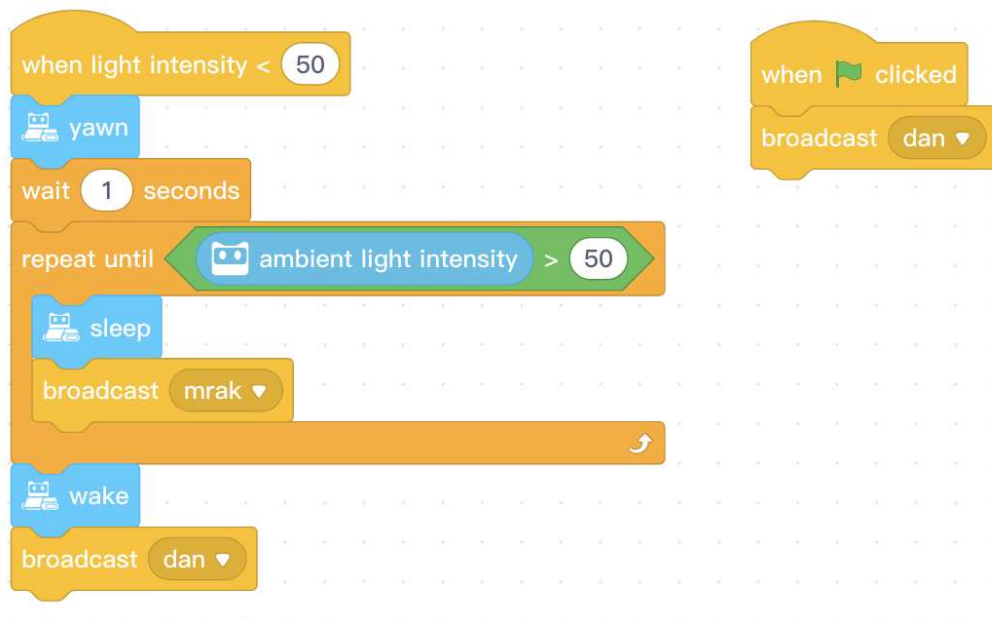 when light intensity < 50
yawn
wait 1 seconds
repeat until ambient light intensity > 50
sleep
broadcast mrak
wake
broadcast dan
when clicked
broadcast dan